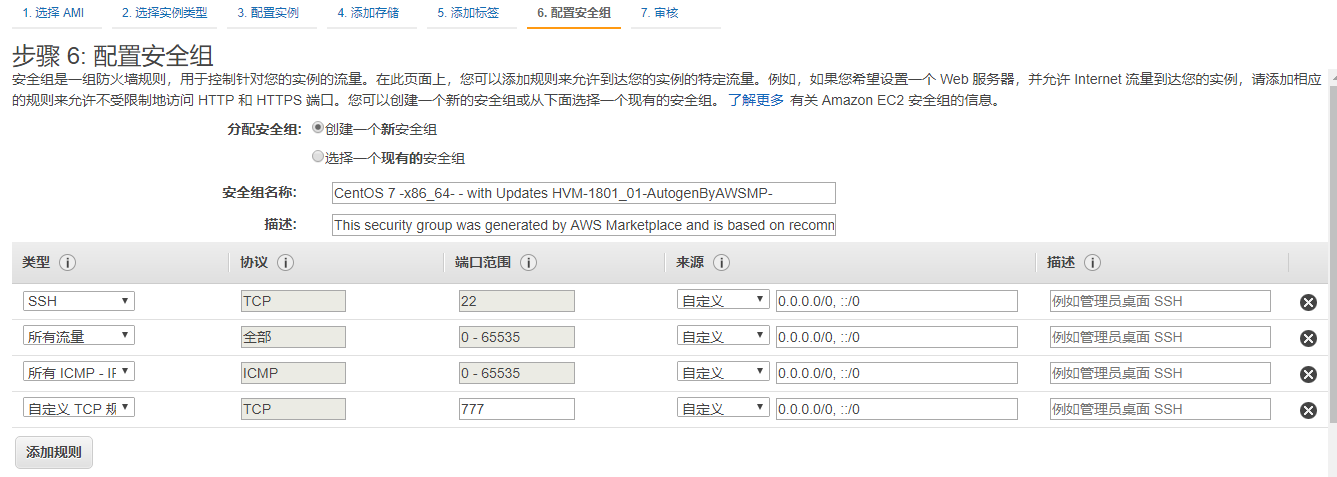 1. 选择 AMI 2. 选择实例类型 3. 配置实例 4. 添加存储 5. 添加标签 6. 配置安全组 7. 审核
步骤 6: 配置安全组
安全组是一组防火墙规则，用于控制针对您的实例的流量。在此页面上，您可以添加规则来允许到达您的实例的特定流量。例如，如果您希望设置一个 Web 服务器，并允许 Internet 流量到达您的实例，请添加相应
的规则来允许不受限制地访问 HTTP 和 HTTPS 端口。您可以创建一个新的安全组或从下面选择一个现有的安全组。 了解更多 有关 Amazon EC2 安全组的信息。
分配安全组: 创建一个新安全组
选择一个现有的安全组
安全组名称: CentOS 7 -x86_64- - with Updates HVM-1801_01-AutogenByAWSMP-
描述: This security group was generated by AWS Marketplace and is based on recomn
类型 协议 端口范围 来源 描述
SSH TCP 22 自定义 0.0.0.0/0, ::/0 例如管理员桌面 SSH
所有流量 全部 0 - 65535 自定义 0.0.0.0/0, ::/0 例如管理员桌面 SSH
所有 ICMP - IF ICMP 0 - 65535 自定义 0.0.0.0/0, ::/0 例如管理员桌面 SSH
自定义 TCP 规 TCP 777 自定义 0.0.0.0/0, ::/0 例如管理员桌面 SSH
添加规则